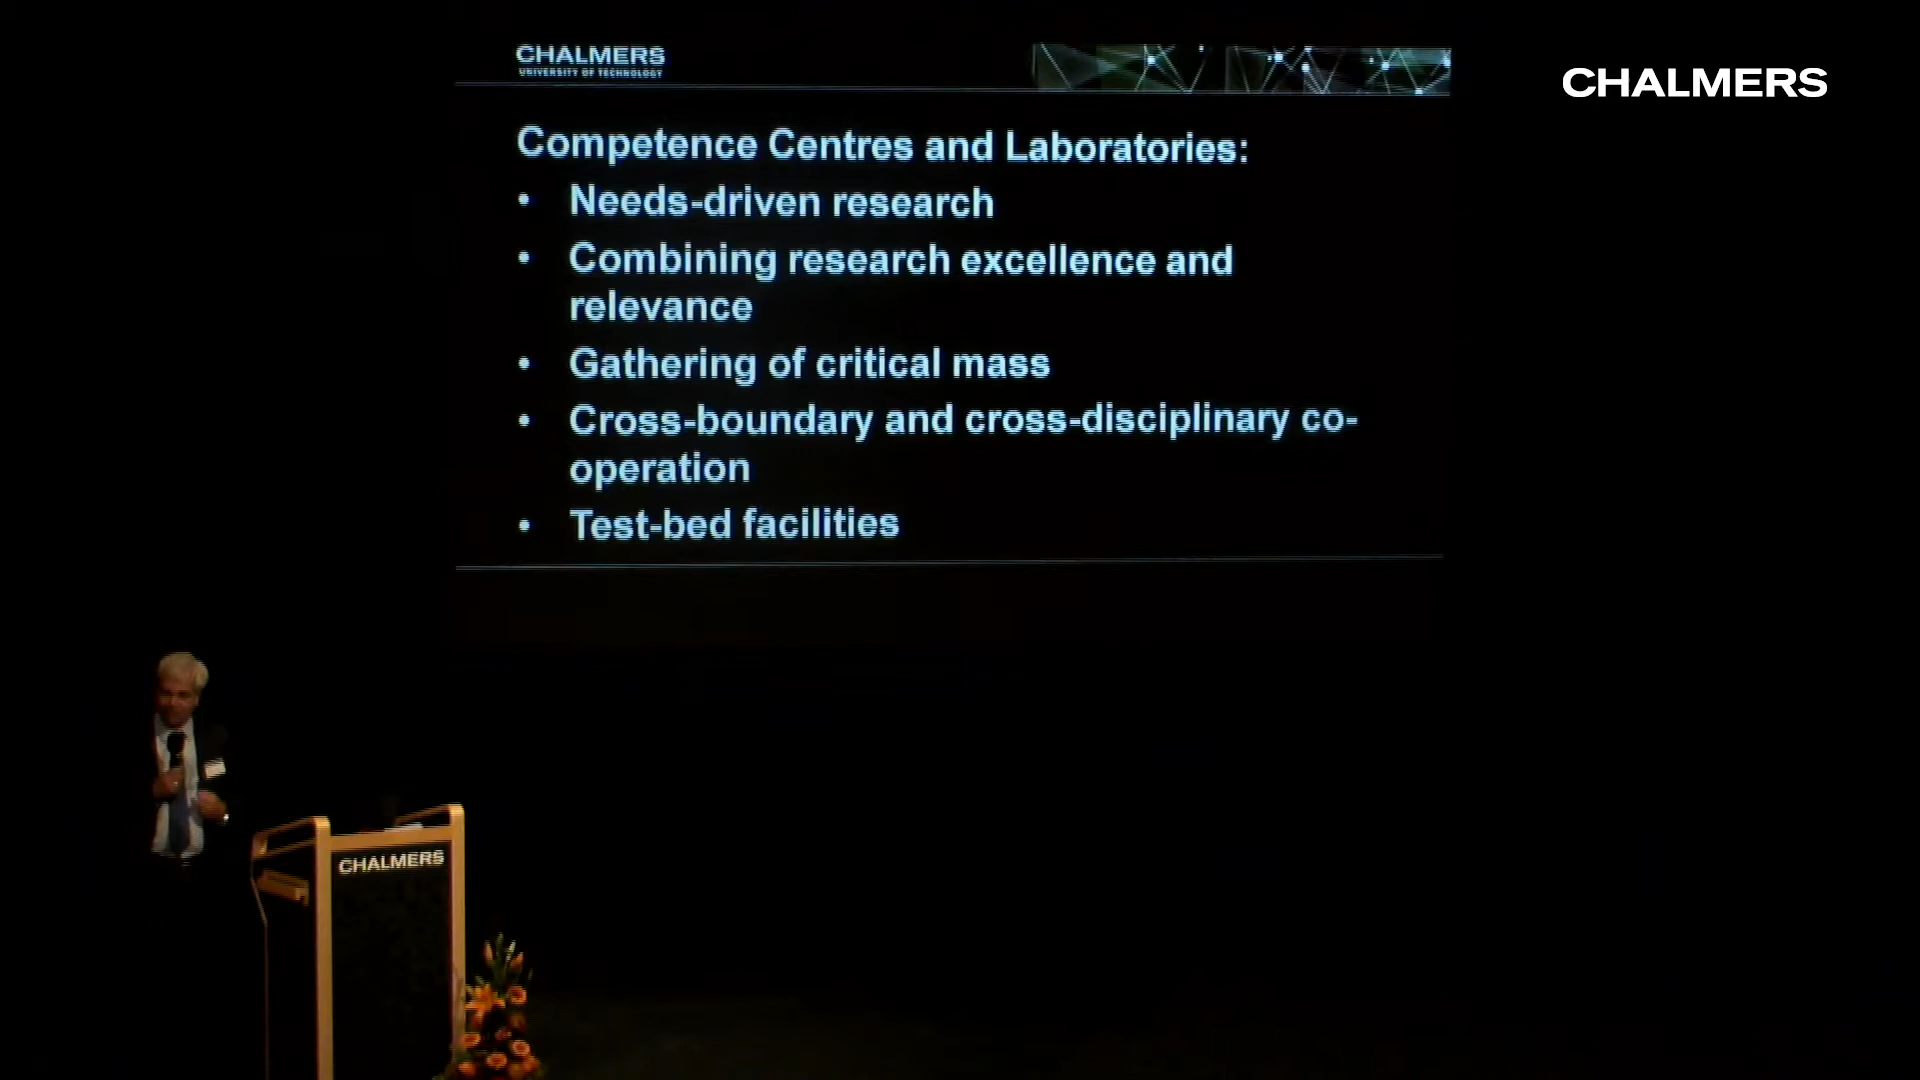 CHALMERS
UNIVERSITY OF TECHNOLOGY
CHALMERS
Competence Centres and Laboratories:
• Needs-driven research
• Combining research excellence and
relevance
• Gathering of critical mass
• Cross-boundary and cross-disciplinary co-
operation
• Test-bed facilities
CHALMERS